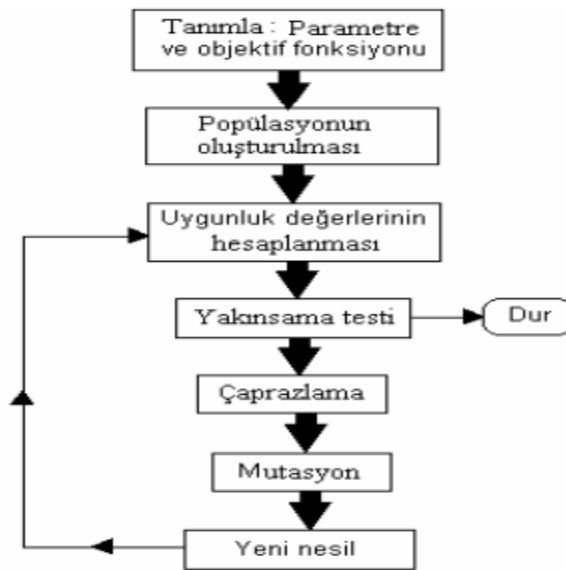 Tanımla : Parametre
ve objektif fonksiyonu
Popülasyonun
oluşturulması
Uygunluk değerlerinin
hesaplanması
Yakınsama testi
Dur
Çaprazlama
Mutasyon
Yeni nesil